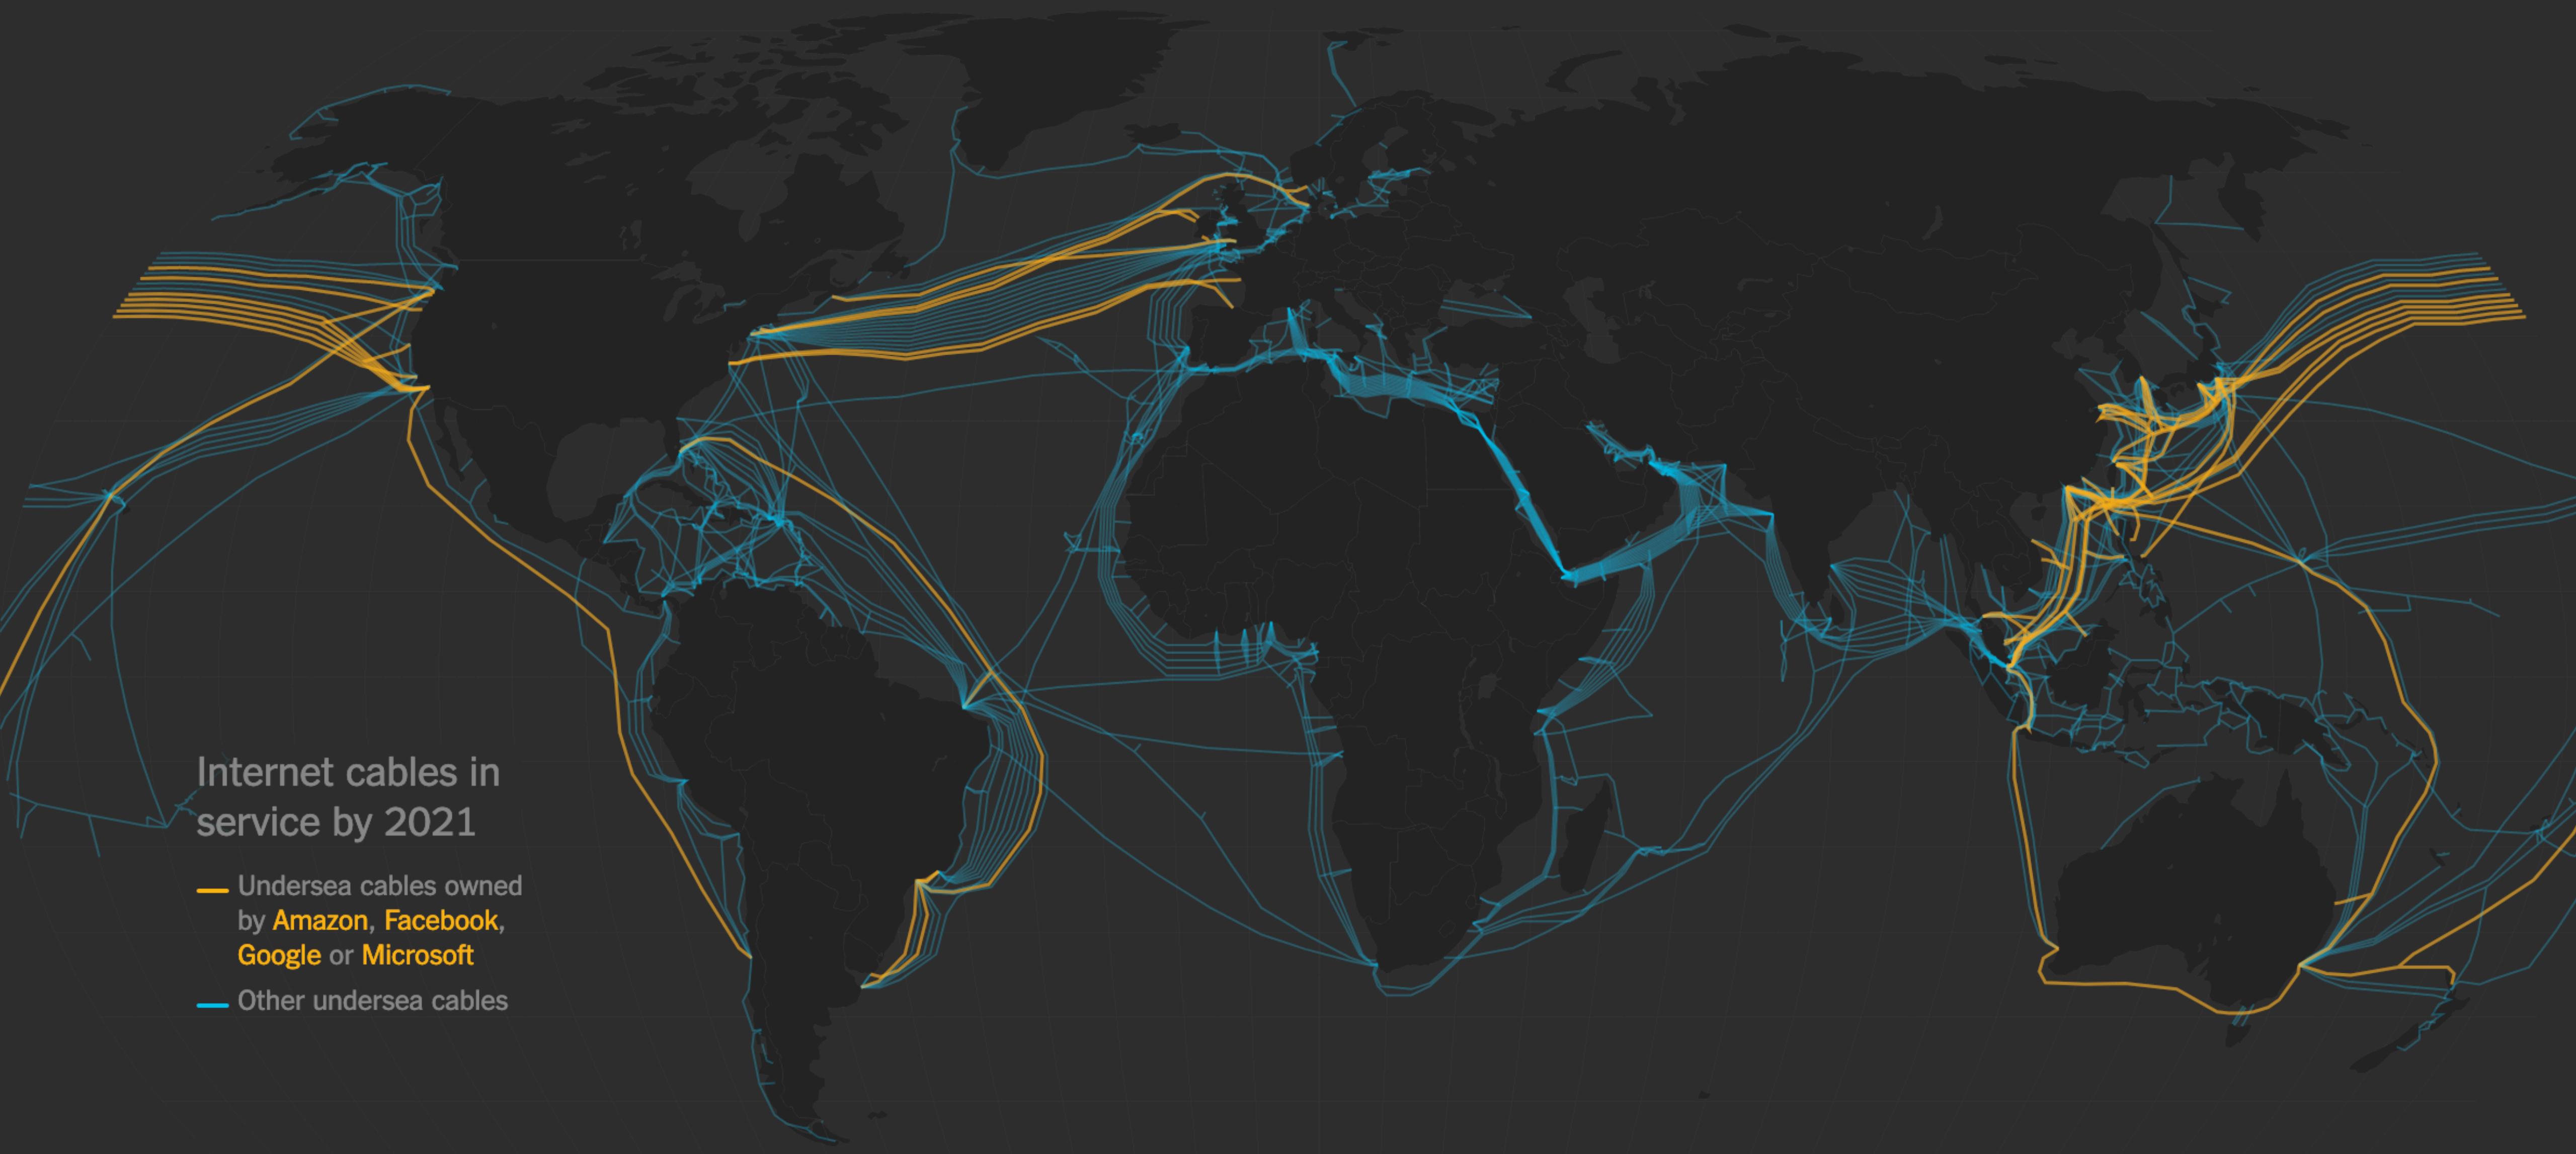 Internet cables in
service by 2021
Undersea cables owned
by Amazon, Facebook,
Google or Microsoft
Other undersea cables